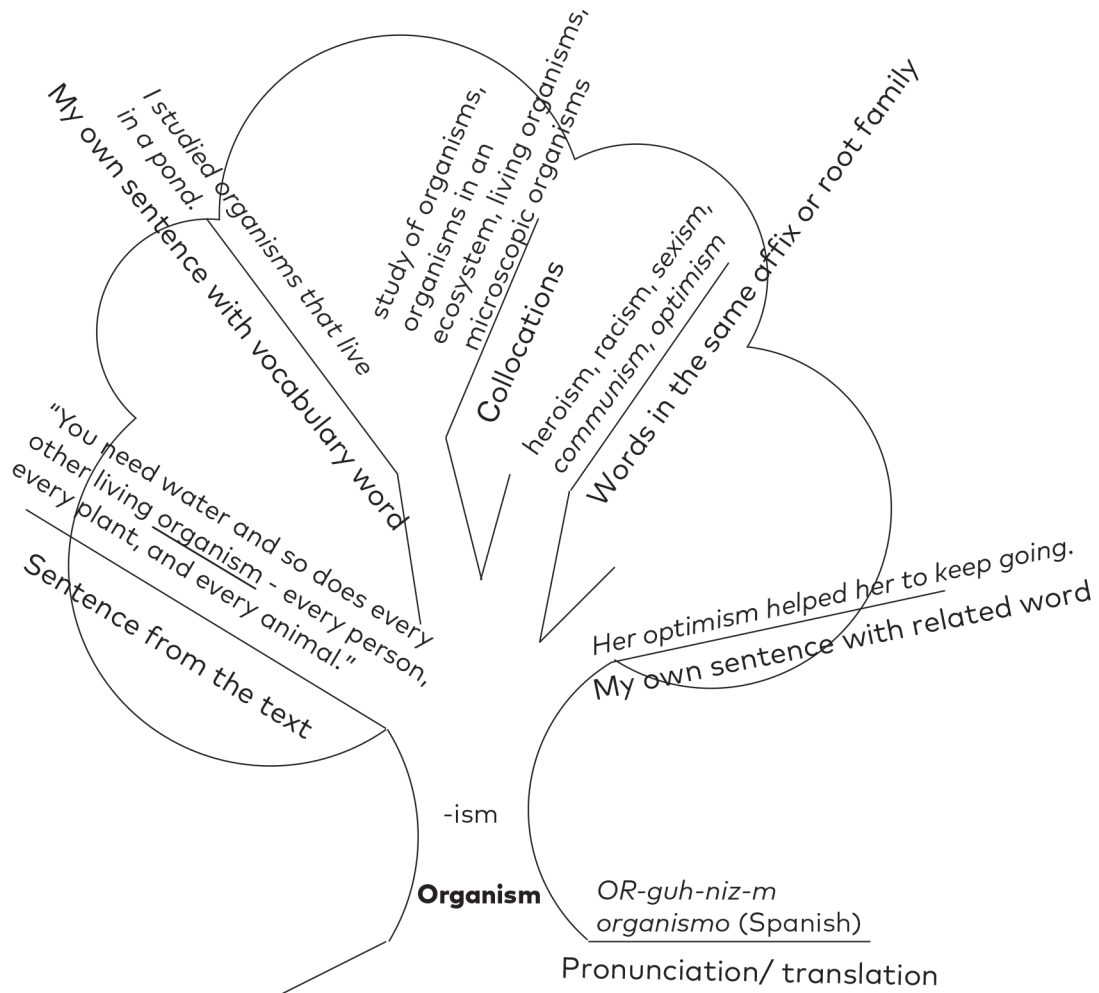 My own sentence with vocabulary word
I studied organisms that live
in a pond.
study of organisms,
organisms in an
ecosystem, living organisms,
microscopic organisms
Collocations
heroism, racism, sexism,
communism, optimism
Words in the same affix or root family
"You need water and so does every
other living organism - every person,
every plant, and every animal."
Sentence from the text
Her optimism helped her to keep going.
My own sentence with related word
-ism
Organism
OR-guh-niz-m
organismo (Spanish)
Pronunciation/ translation